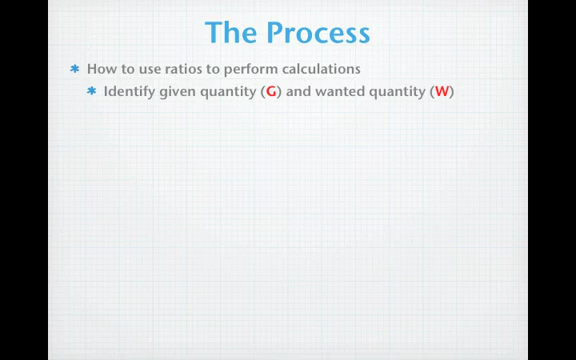 The Process
How to use ratios to perform calculations
Identify given quantity (G) and wanted quantity (W)